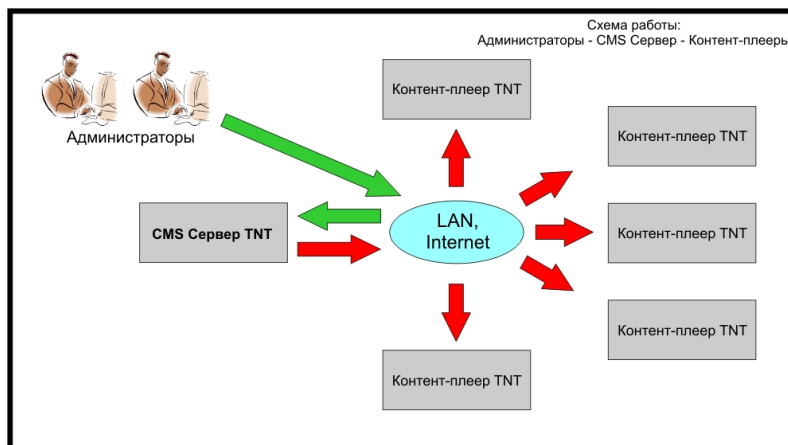 Схема работы:
Администраторы - CMS Сервер - Контент-плееры
Администраторы
Контент-плеер TNT
Контент-плеер TNT
CMS Сервер TNT
LAN,
Internet
Контент-плеер TNT
Контент-плеер TNT
Контент-плеер TNT